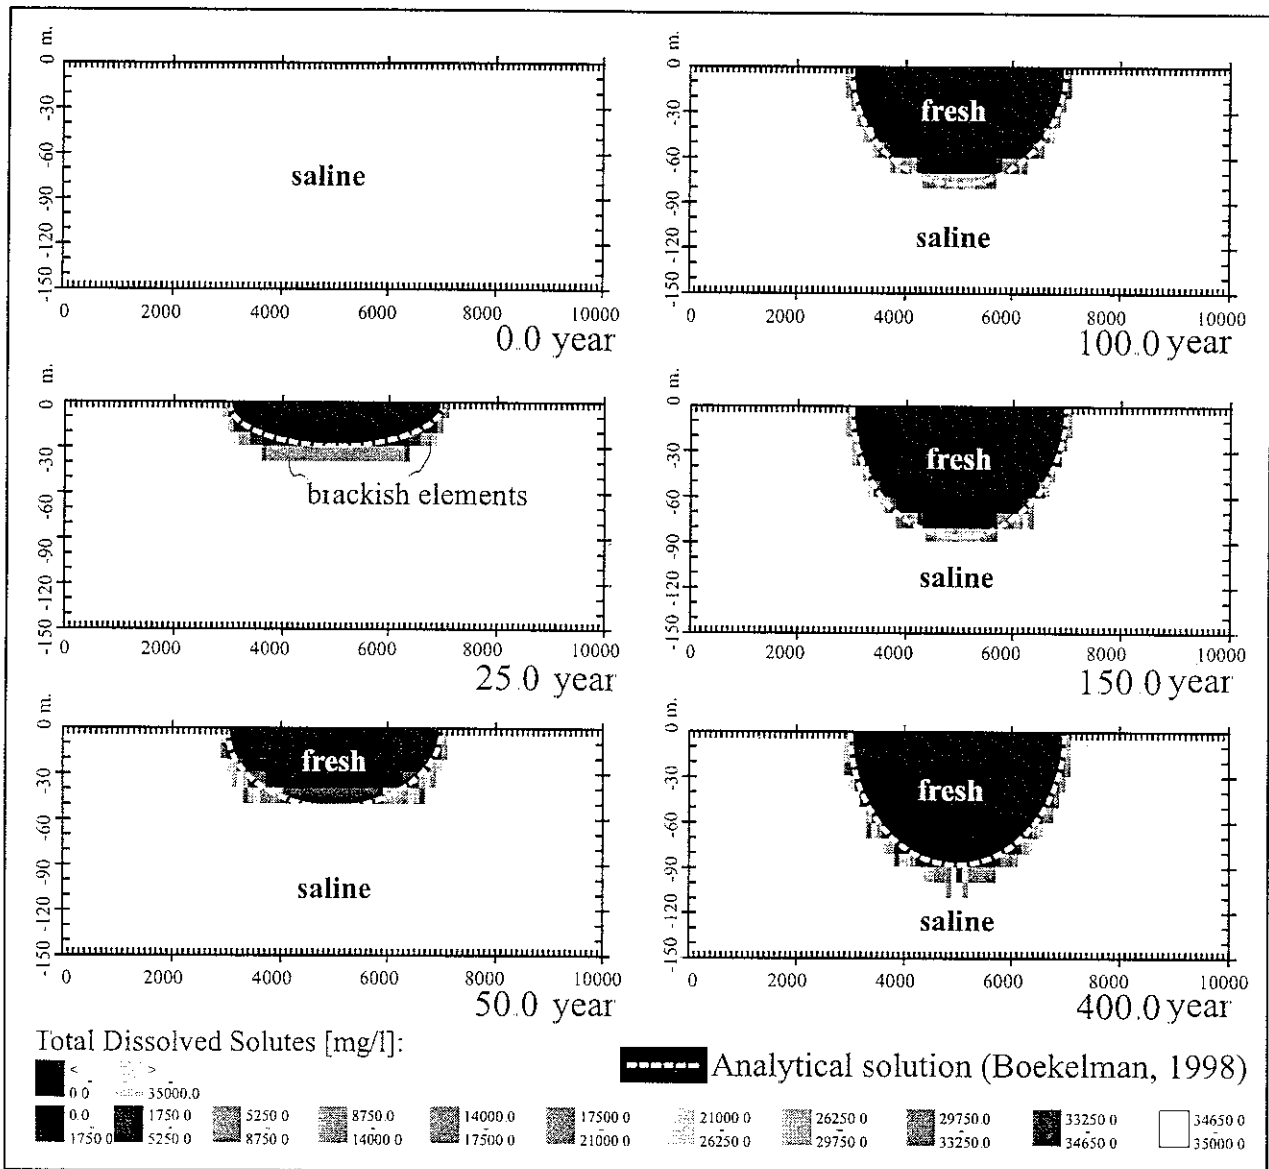 0 m.
-30
-60
-90
-120
-150
saline
0 2000 4000 6000 8000 10000
0.0 year
0 m.
-30
-60
-90
-120
-150
fresh
saline
0 2000 4000 6000 8000 10000
100.0 year
0 m.
-30
-60
-90
-120
-150
brackish elements
0 2000 4000 6000 8000 10000
25.0 year
0 m.
-30
-60
-90
-120
-150
fresh
saline
0 2000 4000 6000 8000 10000
150.0 year
0 m.
-30
-60
-90
-120
-150
fresh
saline
0 2000 4000 6000 8000 10000
50.0 year
0 m.
-30
-60
-90
-120
-150
fresh
saline
0 2000 4000 6000 8000 10000
400.0 year
Total Dissolved Solutes [mg/l]:
< - 0.0
> - 35000.0
Analytical solution (Boekelman, 1998)
0.0 - 1750.0
1750.0 - 5250.0
5250.0 - 8750.0
8750.0 - 14000.0
14000.0 - 17500.0
17500.0 - 21000.0
21000.0 - 26250.0
26250.0 - 29750.0
29750.0 - 33250.0
33250.0 - 34650.0
34650.0 - 35000.0